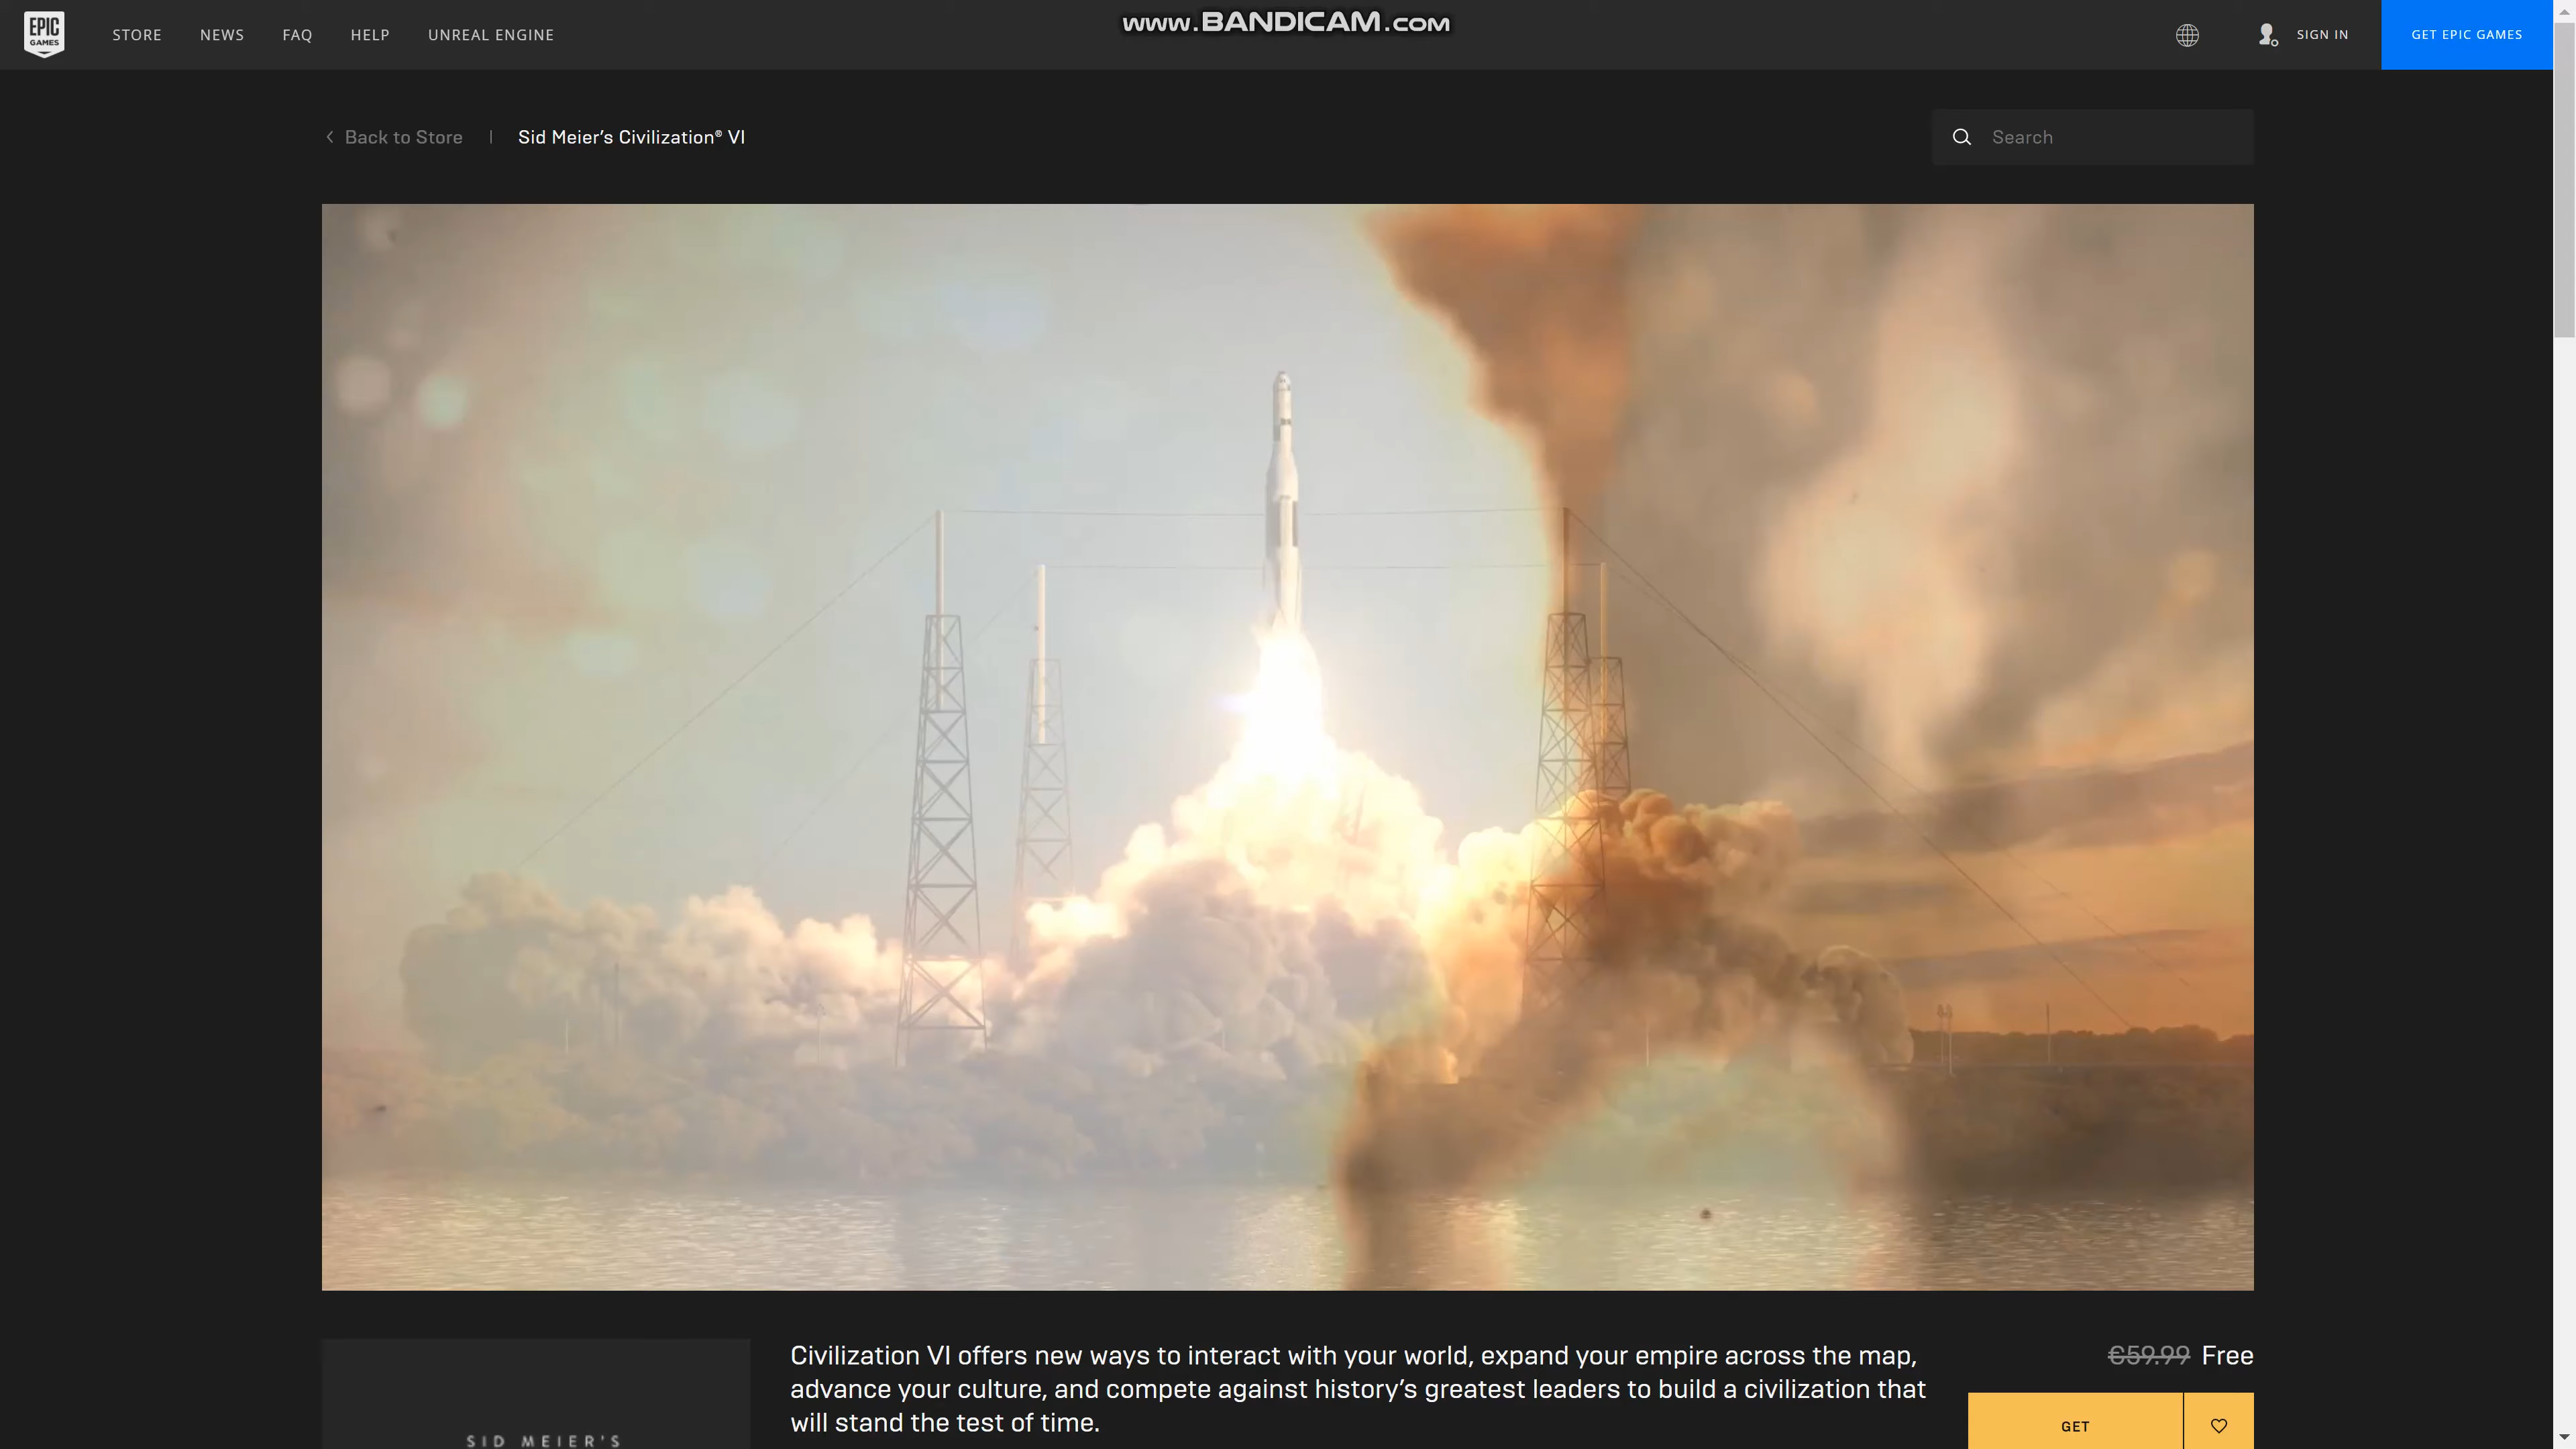 EPIC
GAMES
STORE
NEWS
FAQ
HELP
UNREAL ENGINE
www.BANDICAM.com
SIGN IN
GET EPIC GAMES
Back to Store
Sid Meier's Civilization® VI
Search
Civilization VI offers new ways to interact with your world, expand your empire across the map,
advance your culture, and compete against history's greatest leaders to build a civilization that
will stand the test of time.
€59.99 Free
GET
SID MEIER'S